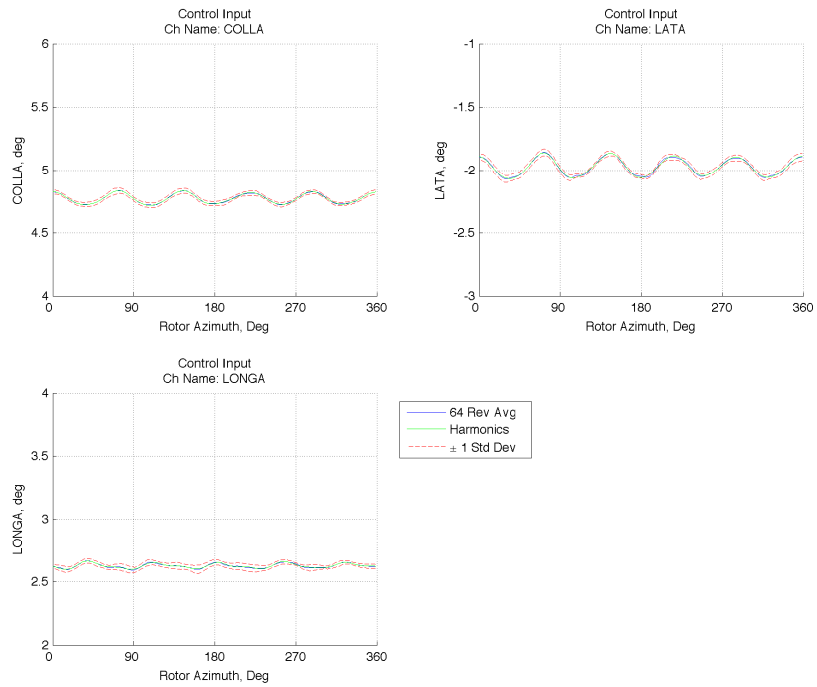 Control Input
Ch Name: COLLA
6
5.5
5
4.5
4
COLLA, deg
0 90 180 270 360
Rotor Azimuth, Deg
Control Input
Ch Name: LATA
-1
-1.5
-2
-2.5
-3
LATA, deg
0 90 180 270 360
Rotor Azimuth, Deg
Control Input
Ch Name: LONGA
4
3.5
3
2.5
2
LONGA, deg
0 90 180 270 360
Rotor Azimuth, Deg
64 Rev Avg
Harmonics
± 1 Std Dev